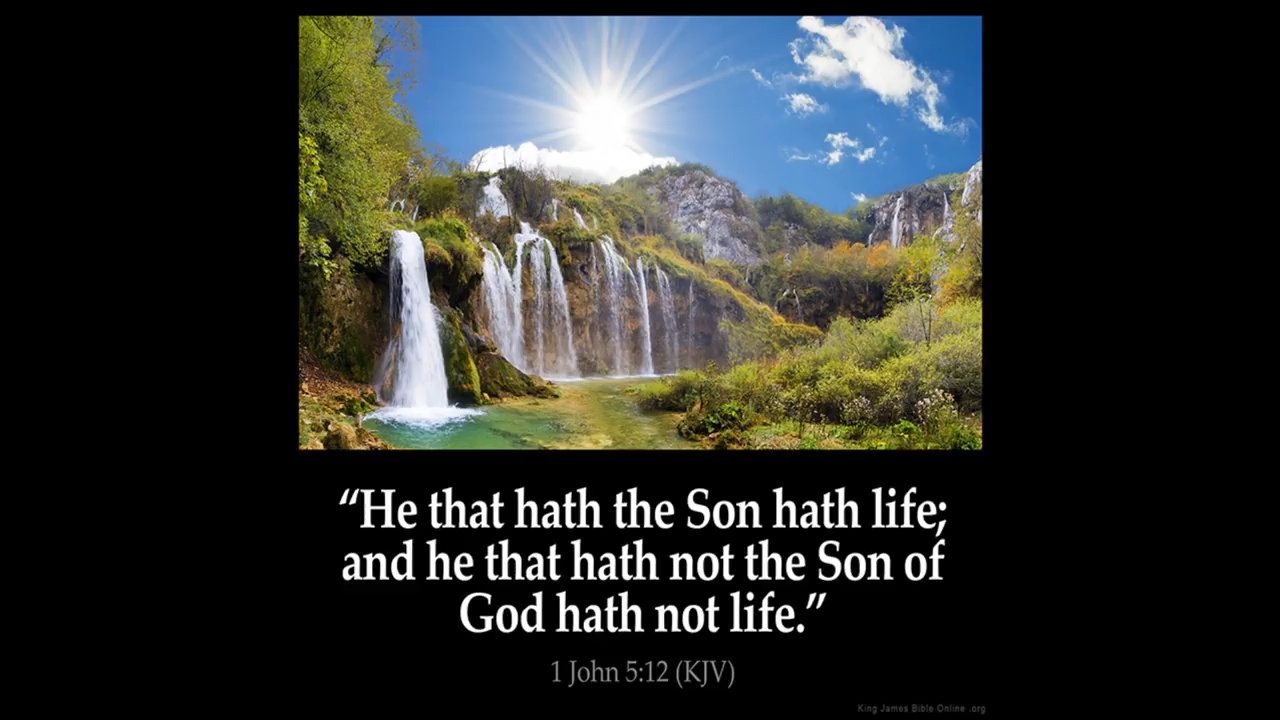 “He that hath the Son hath life;
and he that hath not the Son of
God hath not life.”
1 John 5:12 (KJV)
King James Bible Online .org